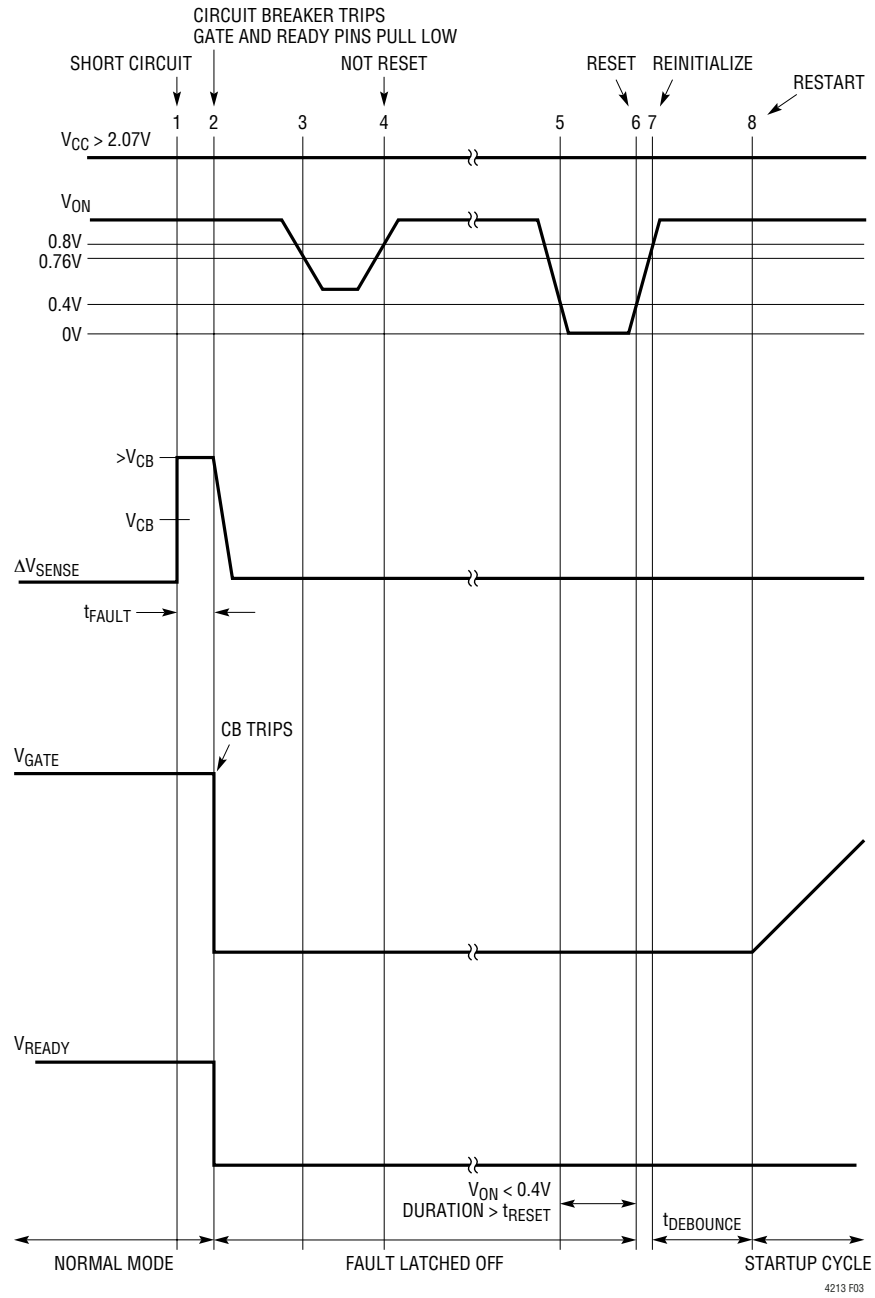 CIRCUIT BREAKER TRIPS
GATE AND READY PINS PULL LOW
SHORT CIRCUIT
NOT RESET
RESET
REINITIALIZE
RESTART
1 2 3 4 5 6 7 8
VCC > 2.07V
VON
0.8V
0.76V
0.4V
0V
>VCB
VCB
ΔVSENSE
tFAULT
CB TRIPS
VGATE
VREADY
VON < 0.4V
DURATION > tRESET
tDEBOUNCE
NORMAL MODE
FAULT LATCHED OFF
STARTUP CYCLE
4213 F03